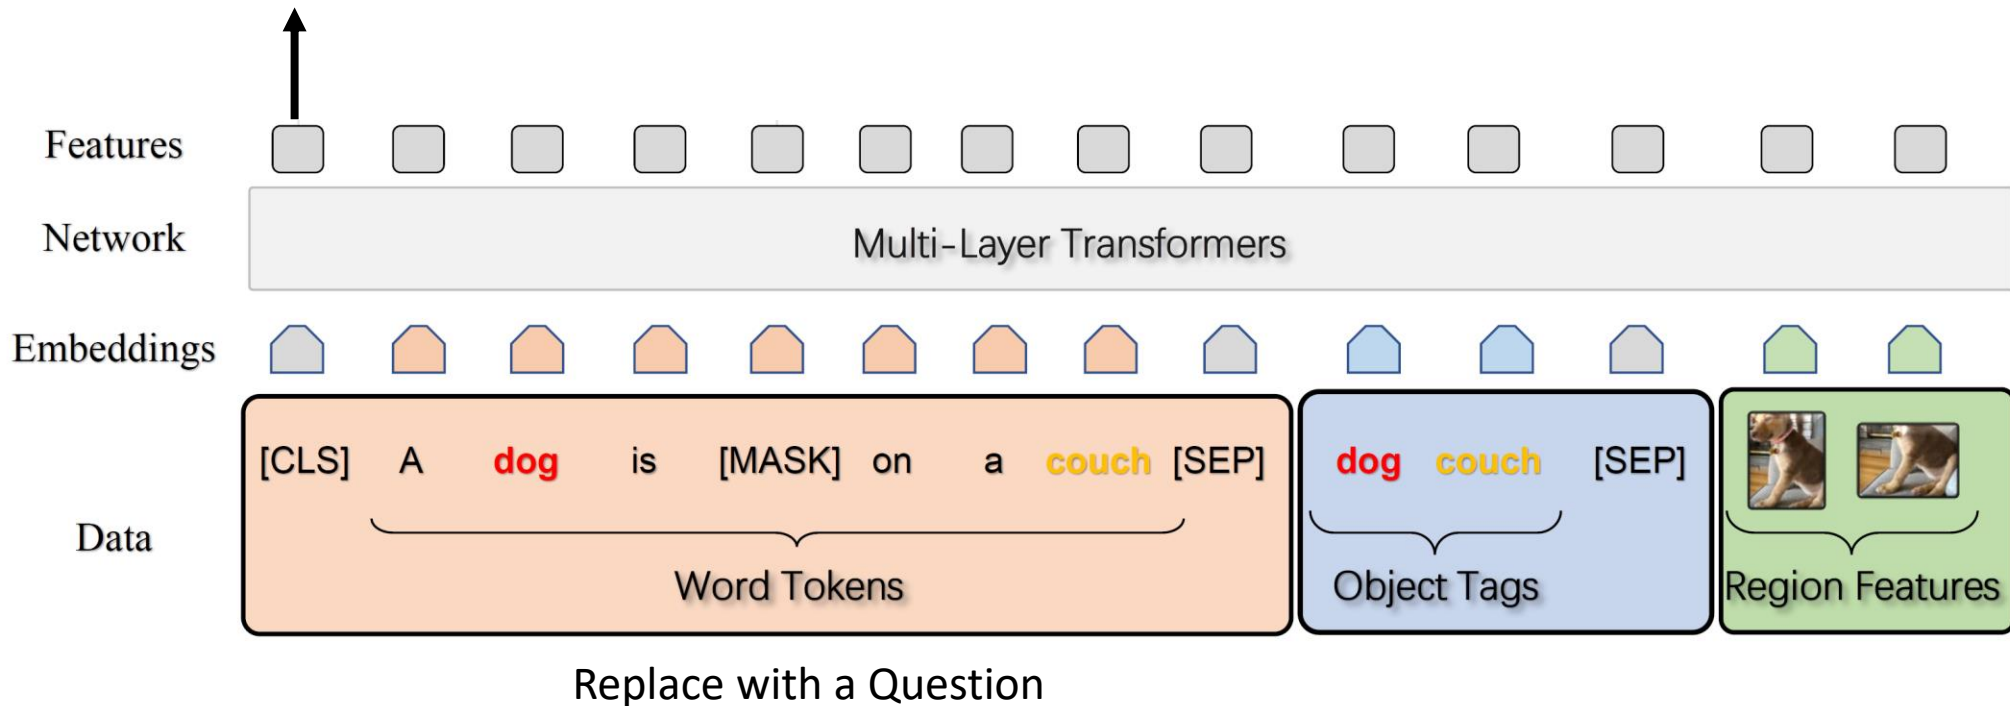 Features
Network
Multi-Layer Transformers
Embeddings
Data
[CLS] A dog is [MASK] on a couch [SEP]
dog couch [SEP]
Word Tokens
Object Tags
Region Features
Replace with a Question